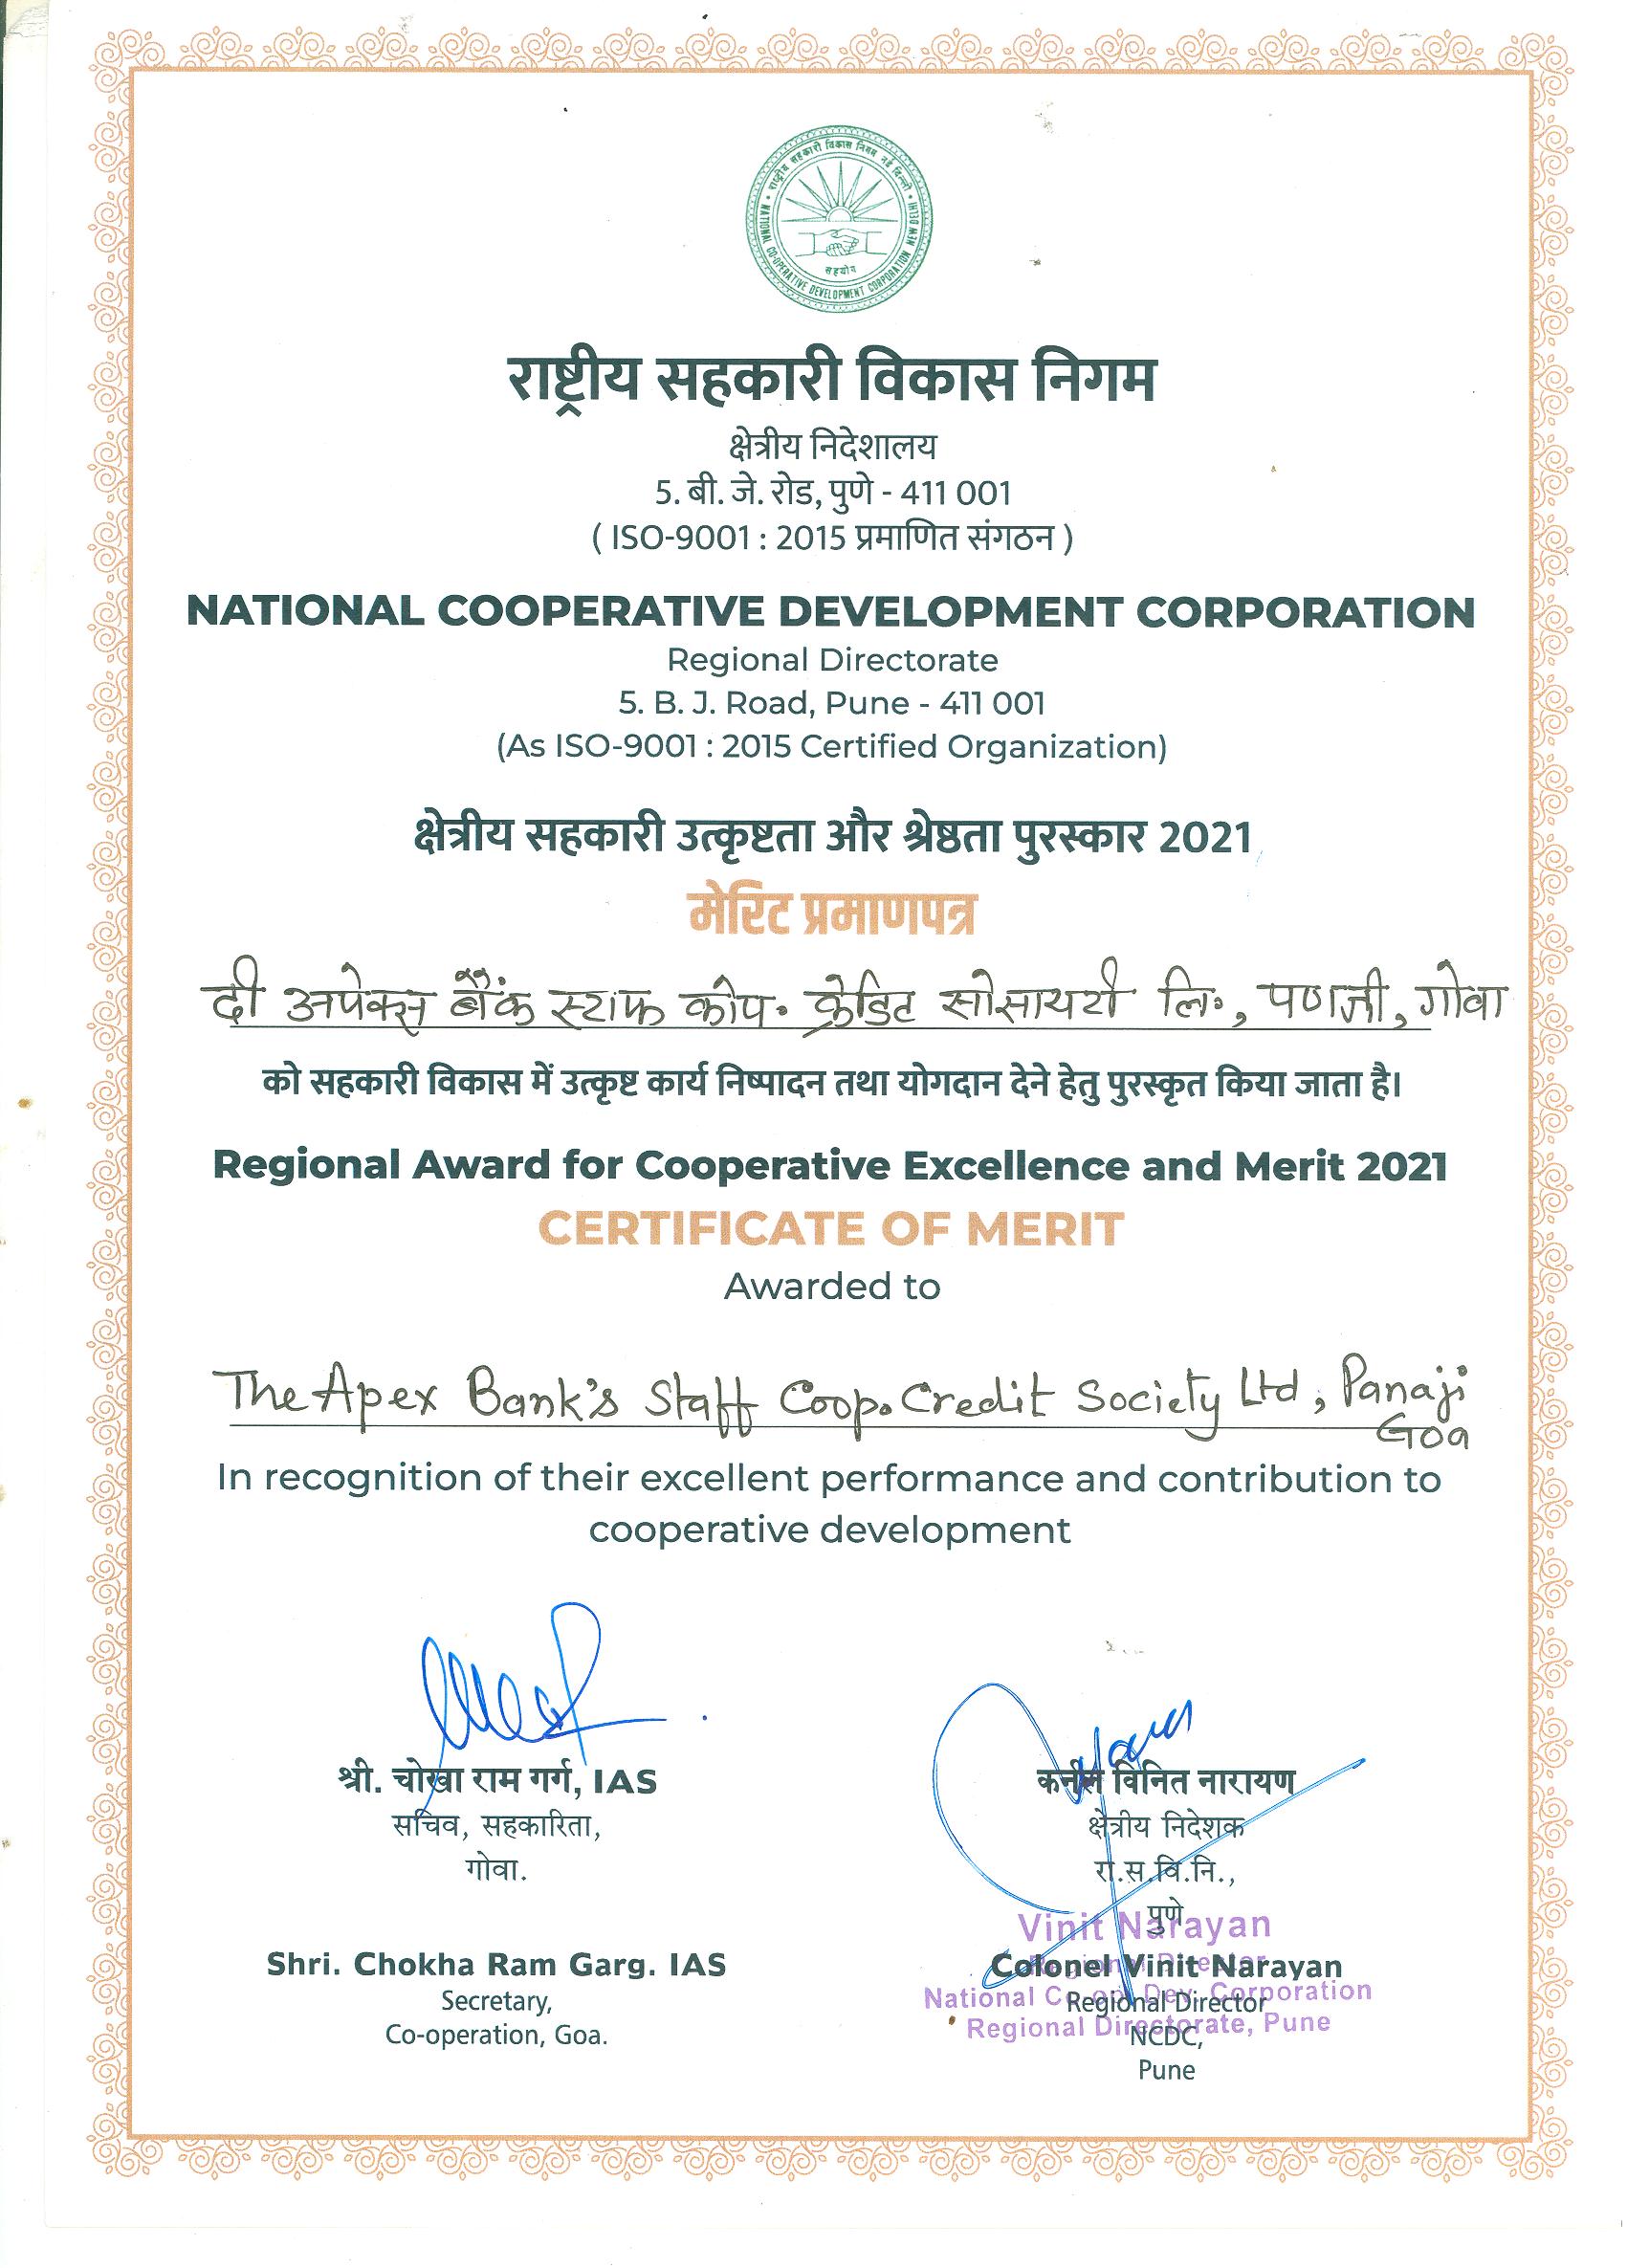 राष्ट्रीय सहकारी विकास निगम नई दिल्ली
NATIONAL CO-OPERATIVE DEVELOPMENT CORPORATION NEW DELHI
सहयोग
राष्ट्रीय सहकारी विकास निगम
क्षेत्रीय निदेशालय
5. बी. जे. रोड, पुणे - 411 001
( ISO-9001 : 2015 प्रमाणित संगठन )
NATIONAL COOPERATIVE DEVELOPMENT CORPORATION
Regional Directorate
5. B. J. Road, Pune - 411 001
(As ISO-9001 : 2015 Certified Organization)
क्षेत्रीय सहकारी उत्कृष्टता और श्रेष्ठता पुरस्कार 2021
मेरिट प्रमाणपत्र
दी अपेक्स बैंक स्टाफ कोप. क्रेडिट सोसायटी लि., पणजी, गोवा
को सहकारी विकास में उत्कृष्ट कार्य निष्पादन तथा योगदान देने हेतु पुरस्कृत किया जाता है।
Regional Award for Cooperative Excellence and Merit 2021
CERTIFICATE OF MERIT
Awarded to
The Apex Bank's Staff Coop. Credit Society Ltd, Panaji
Goa
In recognition of their excellent performance and contribution to
cooperative development
श्री. चोखा राम गर्ग, IAS
सचिव, सहकारिता,
गोवा.
Shri. Chokha Ram Garg. IAS
Secretary,
Co-operation, Goa.
कर्नल विनित नारायण
क्षेत्रीय निदेशक
रा.स.वि.नि.,
पुणे
Colonel Vinit Narayan
Regional Director
NCDC,
Pune
Vinit Narayan
Regional Director
National Co-op. Dev. Corporation
Regional Directorate, Pune